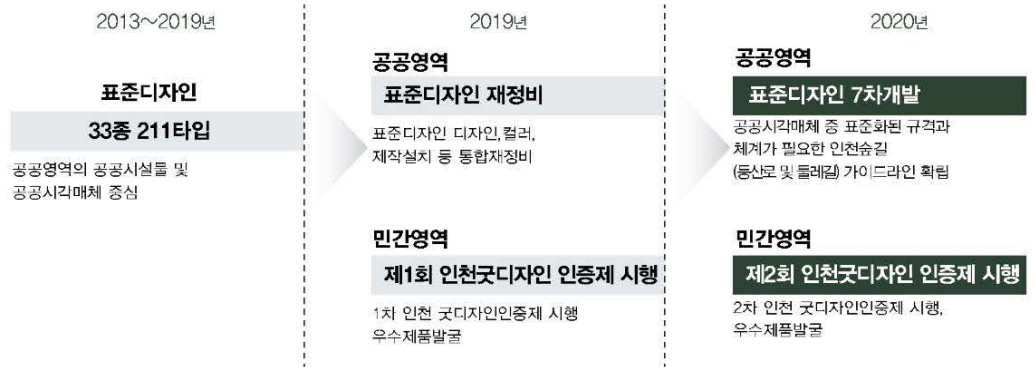 2013~2019년
표준디자인
33종 211타입
공공영역의 공공시설물 및
공공시각매체 중심
2019년
공공영역
표준디자인 재정비
표준디자인 디자인,컬러,
제작설치 등 통합재정비
민간영역
제1회 인천굿디자인 인증제 시행
1차 인천 굿디자인인증제 시행
우수제품발굴
2020년
공공영역
표준디자인 7차개발
공공시각매체 중 표준화된 규격과
체계가 필요한 인천숲길
(등산로 및 둘레길) 가이드라인 확립
민간영역
제2회 인천굿디자인 인증제 시행
2차 인천 굿디자인인증제 시행,
우수제품발굴